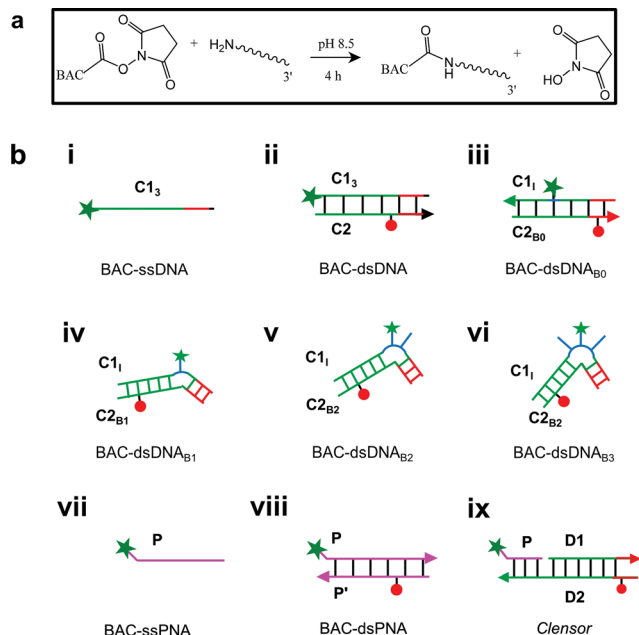 a
O
O
N
O
O
BAC
+
H₂N
3'
pH 8.5
4 h
O
BAC
N
H
3'
+
O
N
HO
O
b
i
C1₃
BAC-ssDNA
ii
C1₃
C2
BAC-dsDNA
iii
C1ᵢ
C2B0
BAC-dsDNAB0
iv
C1ᵢ
C2B1
BAC-dsDNAB1
v
C1ᵢ
C2B2
BAC-dsDNAB2
vi
C1ᵢ
C2B2
BAC-dsDNAB3
vii
P
BAC-ssPNA
viii
P
P'
BAC-dsPNA
ix
P D1
D2
Clensor